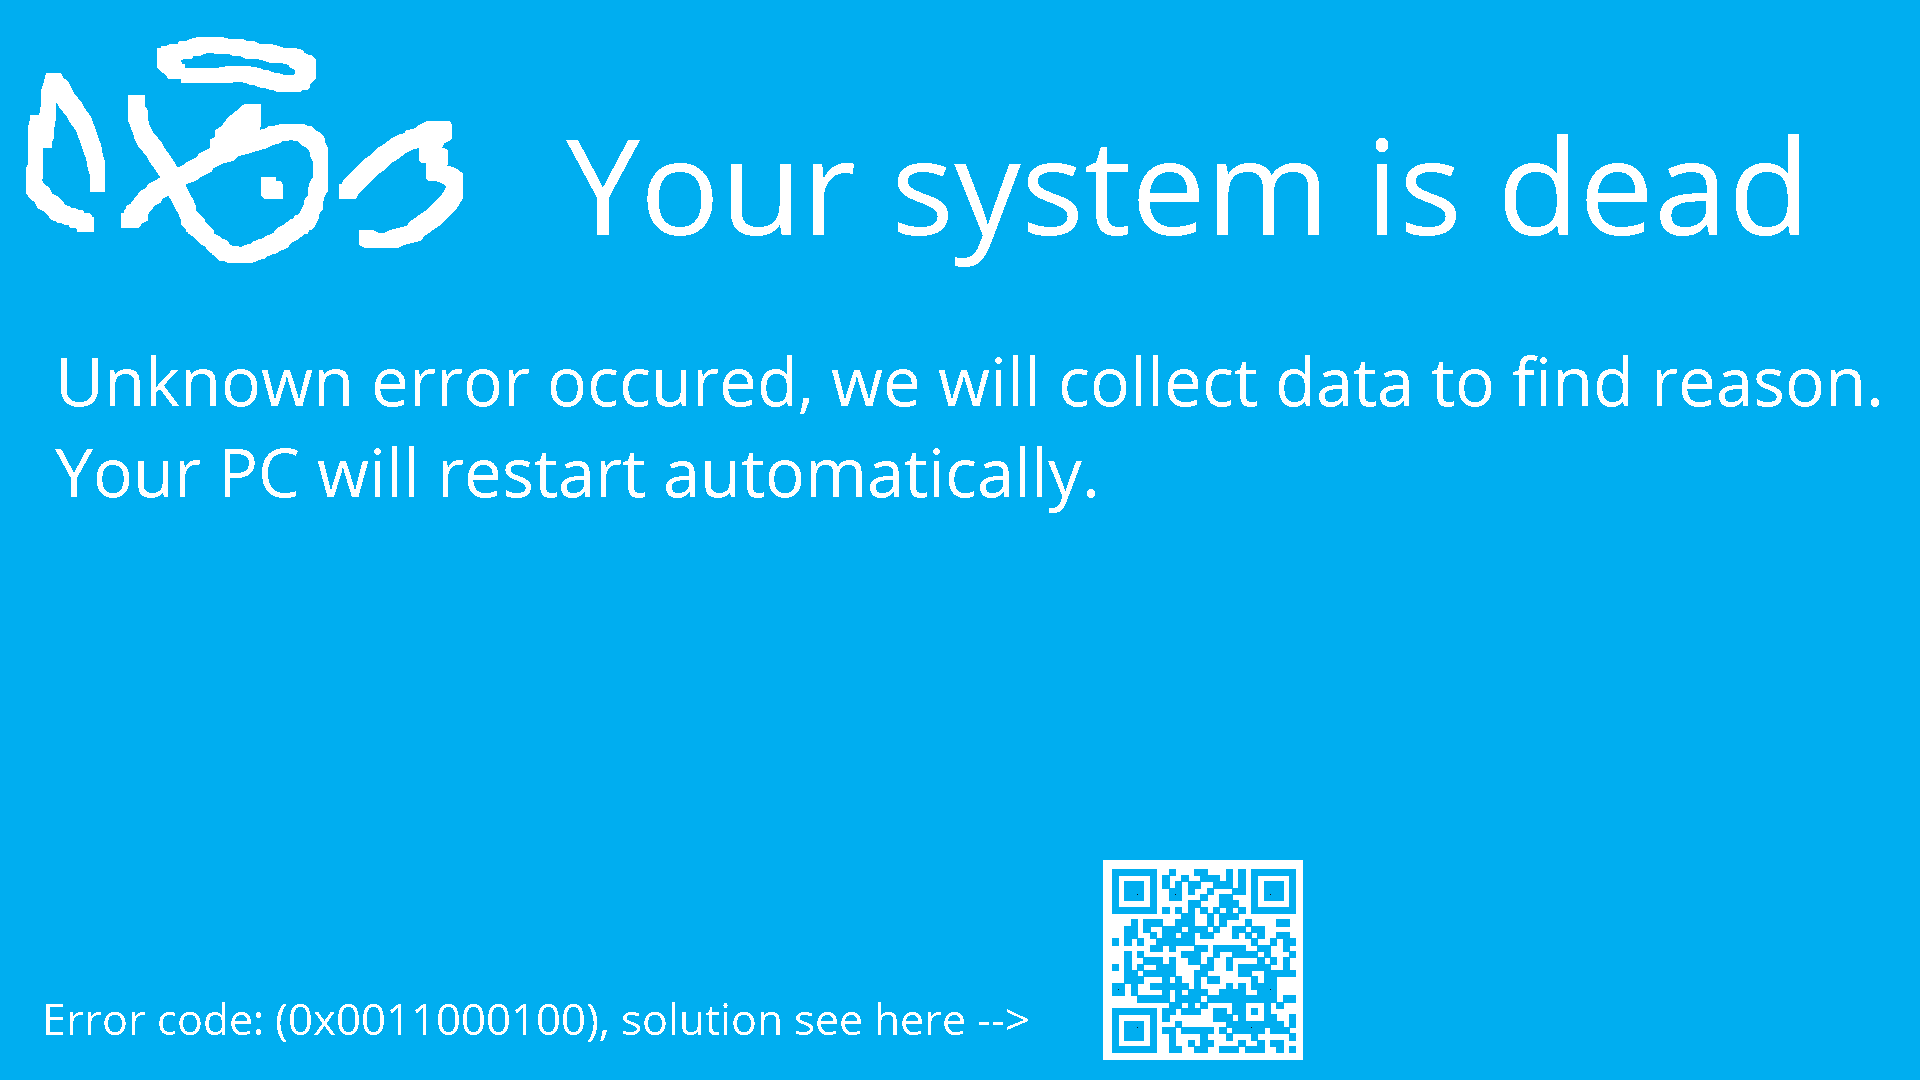 Your system is dead
Unknown error occured, we will collect data to find reason.
Your PC will restart automatically.
Error code: (0x0011000100), solution see here -->